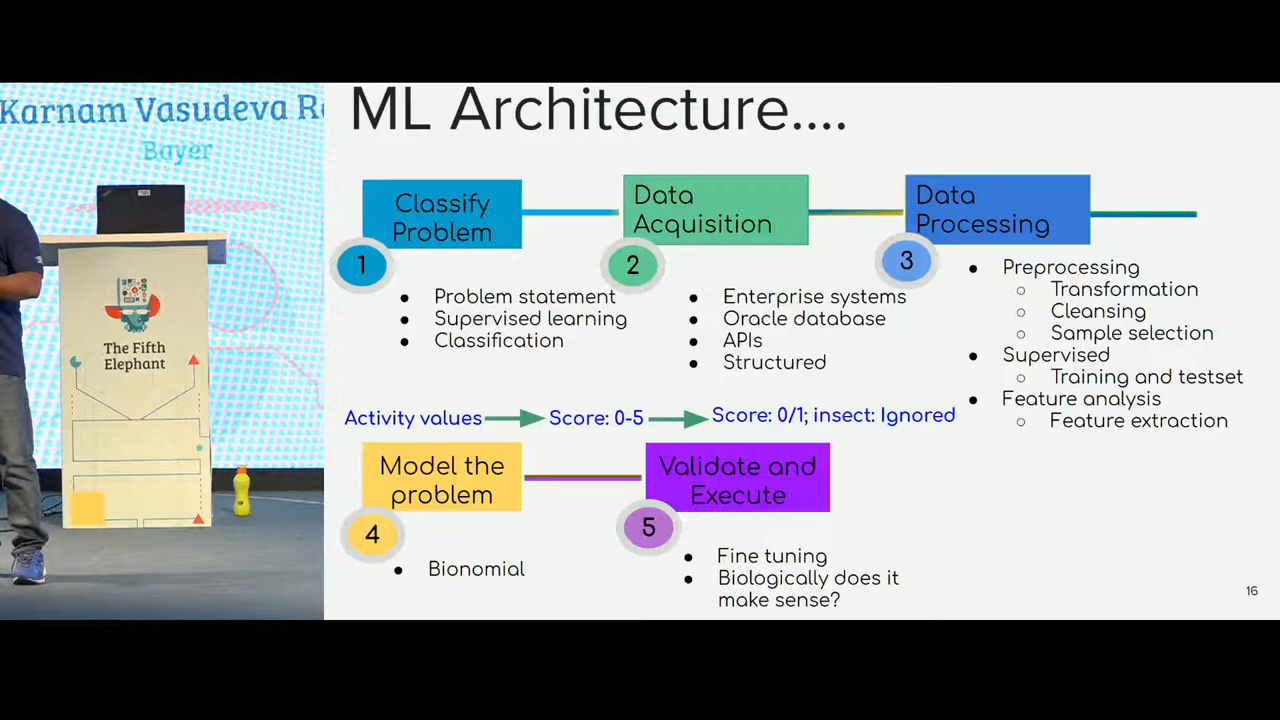 Karnam Vasudeva R
Bayer
The Fifth
Elephant
ML Architecture....
Classify
Problem
1
Problem statement
Supervised learning
Classification
Data
Acquisition
2
Enterprise systems
Oracle database
APIs
Structured
Data
Processing
3
Preprocessing
Transformation
Cleansing
Sample selection
Supervised
Training and testset
Feature analysis
Feature extraction
Activity values
Score: 0-5
Score: 0/1; insect: Ignored
Model the
problem
4
Bionomial
Validate and
Execute
5
Fine tuning
Biologically does it
make sense?
16